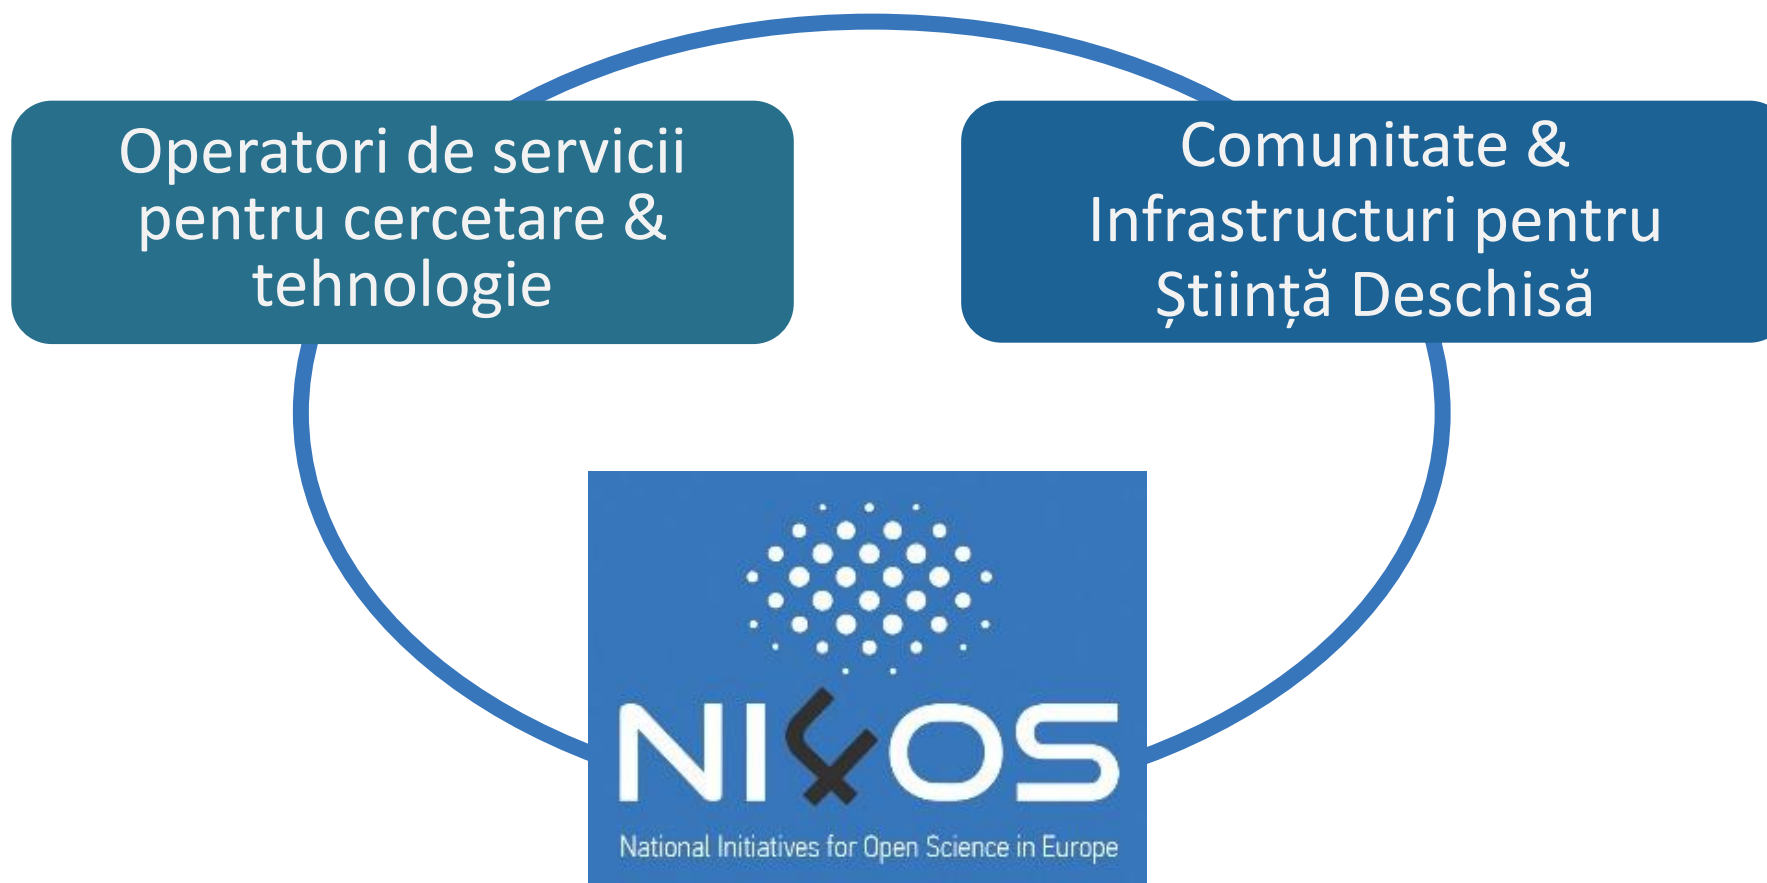 Operatori de servicii
pentru cercetare &
tehnologie
Comunitate &
Infrastructuri pentru
Știință Deschisă
NI4OS
National Initiatives for Open Science in Europe